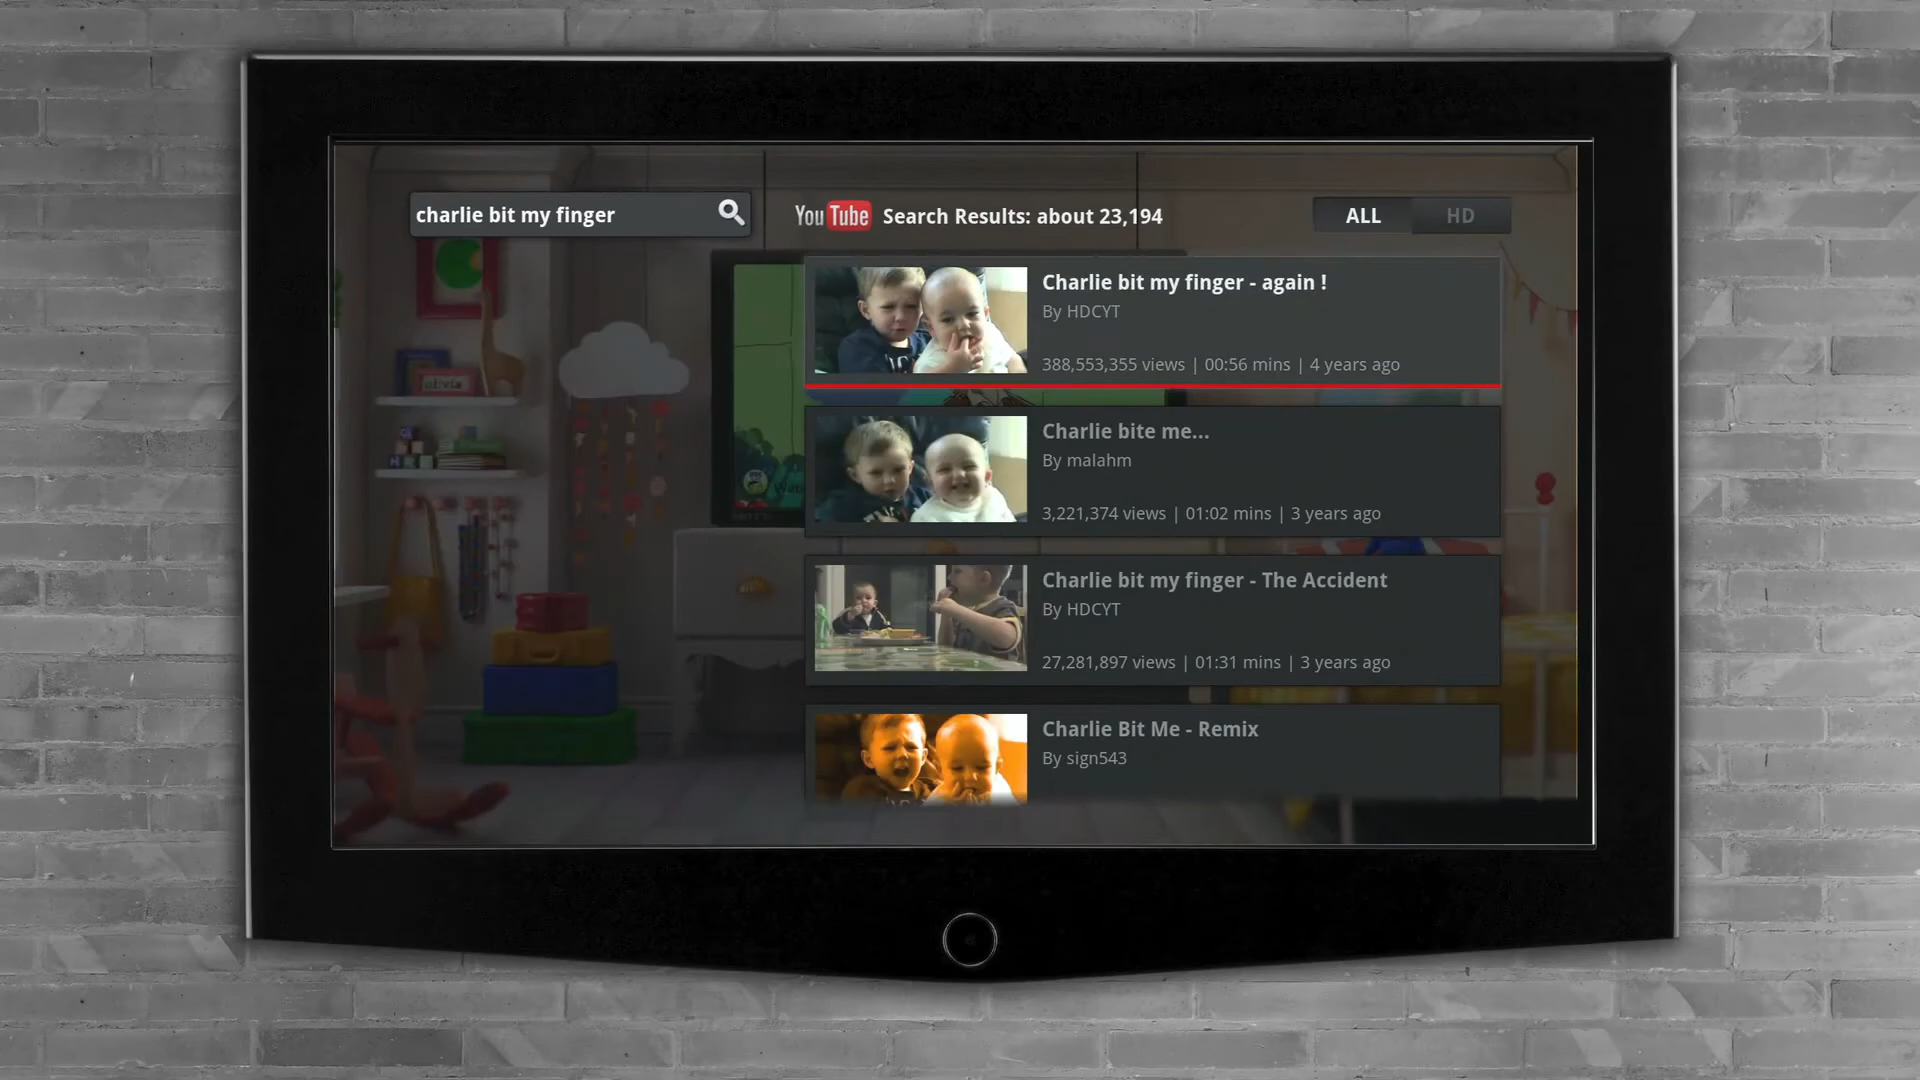 charlie bit my finger
YouTube Search Results: about 23,194
ALL HD
Charlie bit my finger - again !
By HDCYT
388,553,355 views | 00:56 mins | 4 years ago
Charlie bite me...
By malahm
3,221,374 views | 01:02 mins | 3 years ago
Charlie bit my finger - The Accident
By HDCYT
27,281,897 views | 01:31 mins | 3 years ago
Charlie Bit Me - Remix
By sign543
olivia